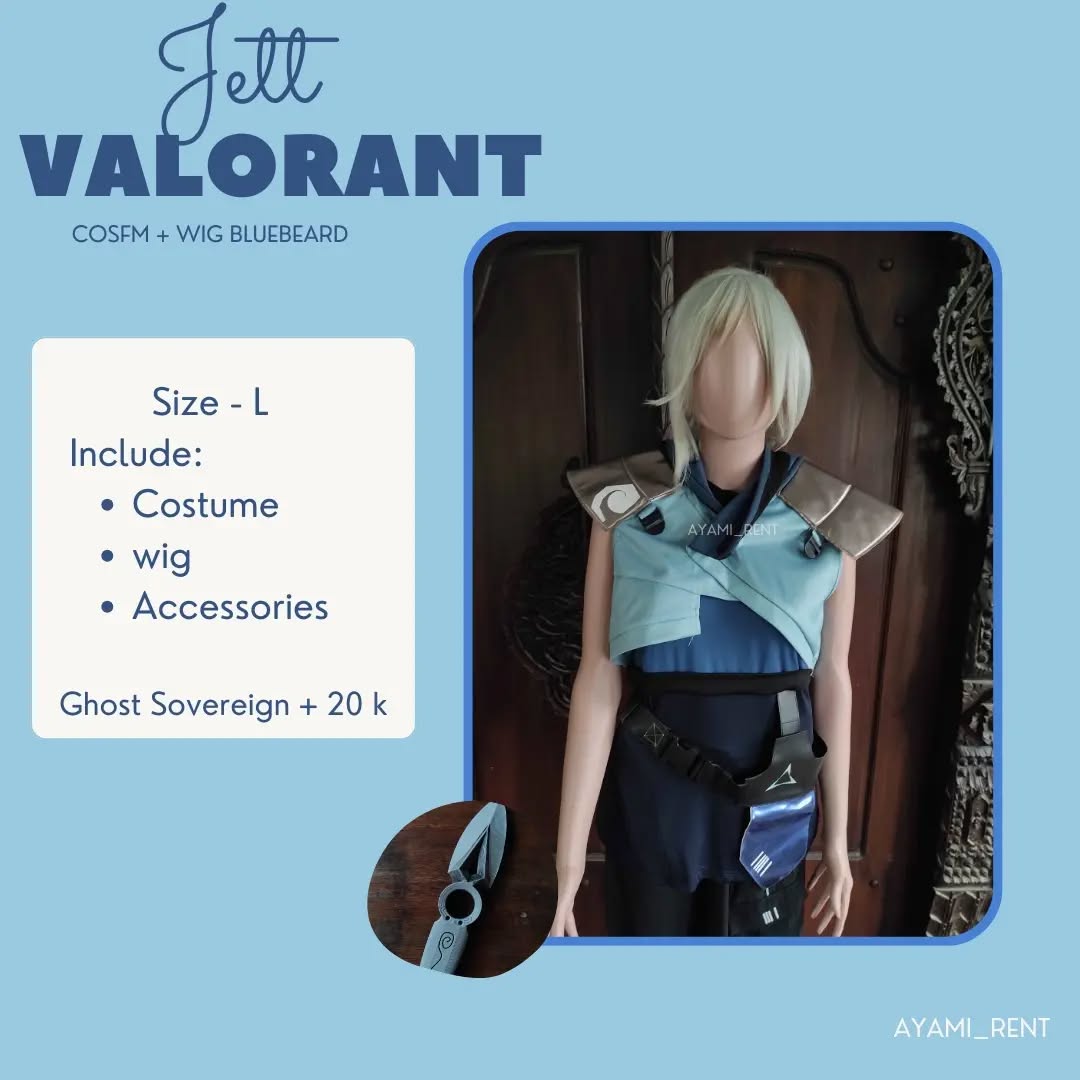 Jett
VALORANT
COSFM + WIG BLUEBEARD
Size - L
Include:
• Costume
• wig
• Accessories
Ghost Sovereign + 20 k
AYAMI_RENT
AYAMI_RENT